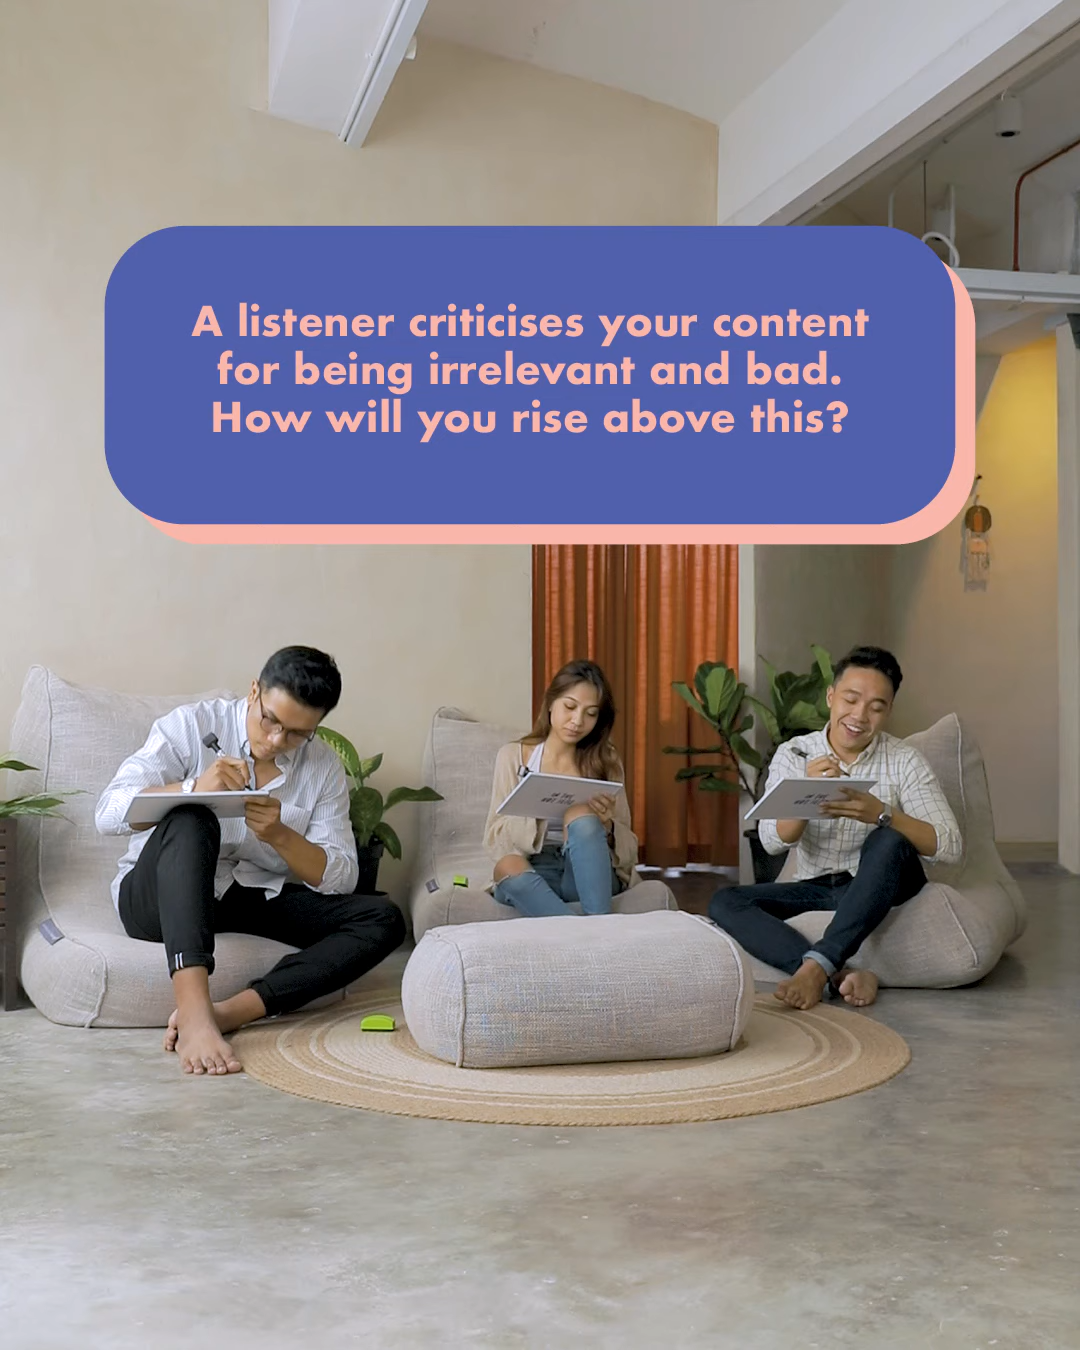 A listener criticises your content
for being irrelevant and bad.
How will you rise above this?